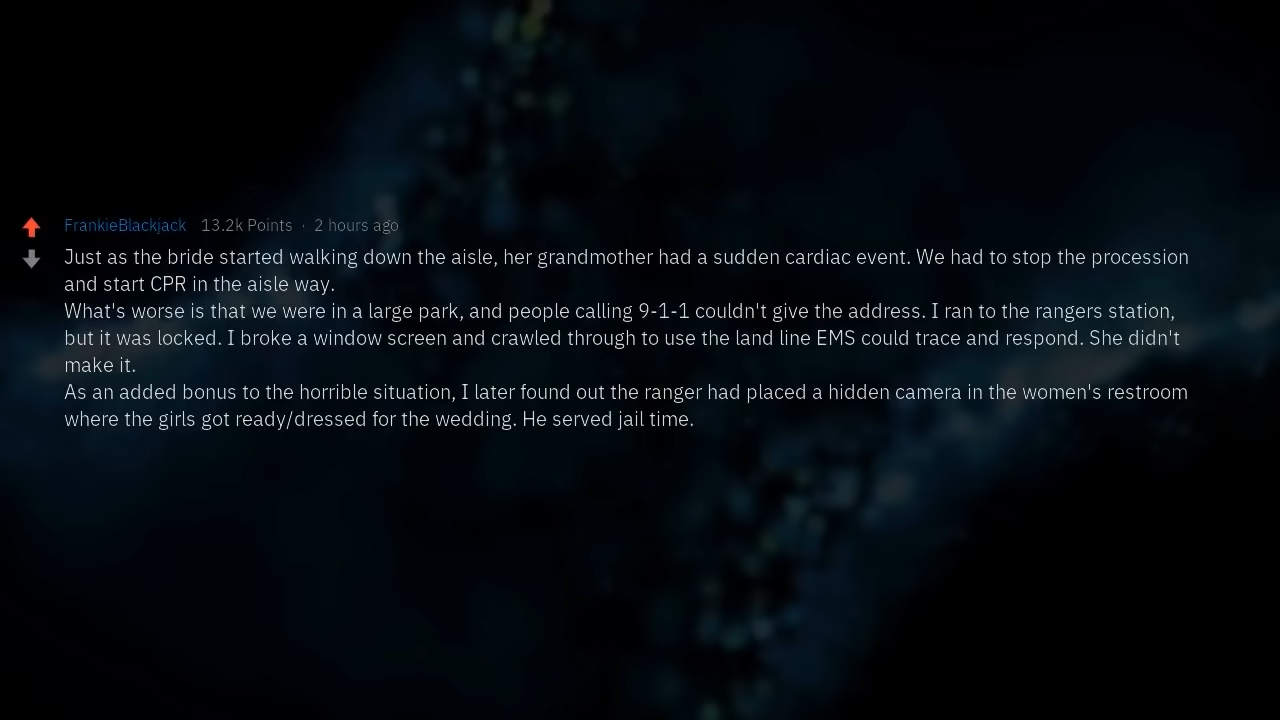 FrankieBlackjack 13.2k Points · 2 hours ago
Just as the bride started walking down the aisle, her grandmother had a sudden cardiac event. We had to stop the procession
and start CPR in the aisle way.
What's worse is that we were in a large park, and people calling 9-1-1 couldn't give the address. I ran to the rangers station,
but it was locked. I broke a window screen and crawled through to use the land line EMS could trace and respond. She didn't
make it.
As an added bonus to the horrible situation, I later found out the ranger had placed a hidden camera in the women's restroom
where the girls got ready/dressed for the wedding. He served jail time.